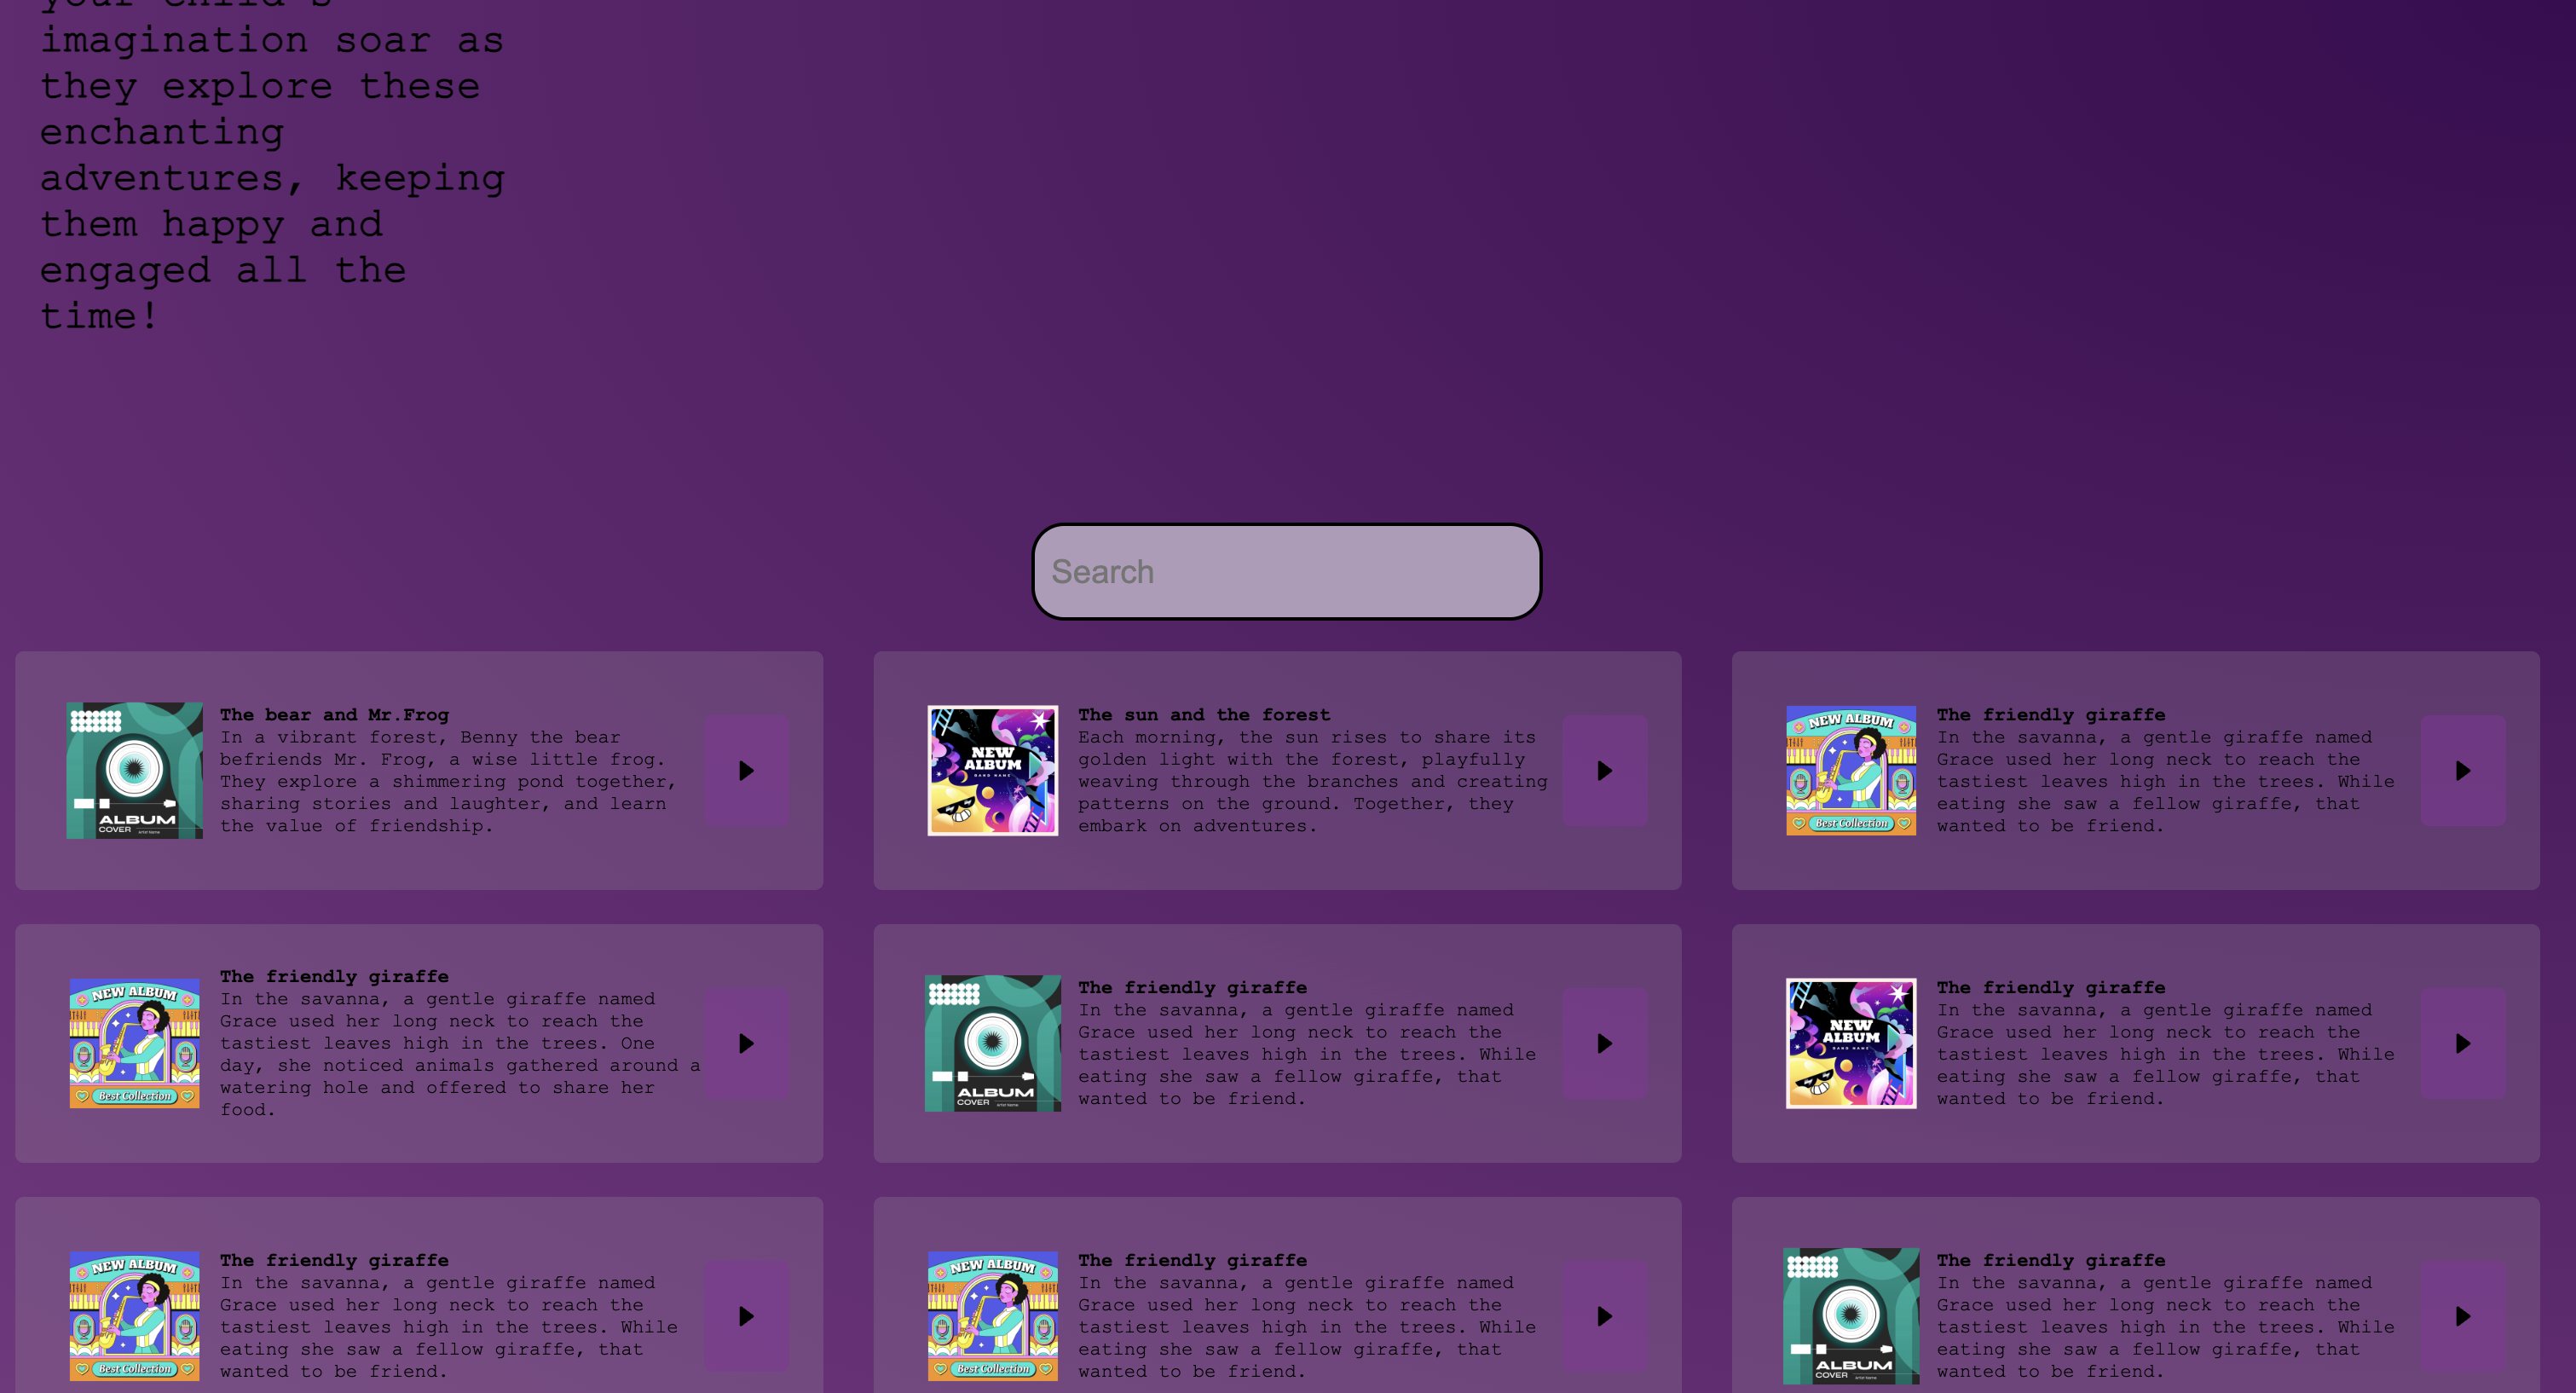 your child's
imagination soar as
they explore these
enchanting
adventures, keeping
them happy and
engaged all the
time!
Search
The bear and Mr.Frog
In a vibrant forest, Benny the bear
befriends Mr. Frog, a wise little frog.
They explore a shimmering pond together,
sharing stories and laughter, and learn
the value of friendship.
ALBUM
COVER
artist Name
The sun and the forest
Each morning, the sun rises to share its
golden light with the forest, playfully
weaving through the branches and creating
patterns on the ground. Together, they
embark on adventures.
NEW
ALBUM
BAND NAME
The friendly giraffe
In the savanna, a gentle giraffe named
Grace used her long neck to reach the
tastiest leaves high in the trees. While
eating she saw a fellow giraffe, that
wanted to be friend.
NEW ALBUM
Best Collection
The friendly giraffe
In the savanna, a gentle giraffe named
Grace used her long neck to reach the
tastiest leaves high in the trees. One
day, she noticed animals gathered around a
watering hole and offered to share her
food.
NEW ALBUM
Best Collection
The friendly giraffe
In the savanna, a gentle giraffe named
Grace used her long neck to reach the
tastiest leaves high in the trees. While
eating she saw a fellow giraffe, that
wanted to be friend.
ALBUM
COVER
artist Name
The friendly giraffe
In the savanna, a gentle giraffe named
Grace used her long neck to reach the
tastiest leaves high in the trees. While
eating she saw a fellow giraffe, that
wanted to be friend.
NEW
ALBUM
BAND NAME
The friendly giraffe
In the savanna, a gentle giraffe named
Grace used her long neck to reach the
tastiest leaves high in the trees. While
eating she saw a fellow giraffe, that
wanted to be friend.
NEW ALBUM
Best Collection
The friendly giraffe
In the savanna, a gentle giraffe named
Grace used her long neck to reach the
tastiest leaves high in the trees. While
eating she saw a fellow giraffe, that
wanted to be friend.
NEW ALBUM
Best Collection
The friendly giraffe
In the savanna, a gentle giraffe named
Grace used her long neck to reach the
tastiest leaves high in the trees. While
eating she saw a fellow giraffe, that
wanted to be friend.
ALBUM
COVER
artist Name